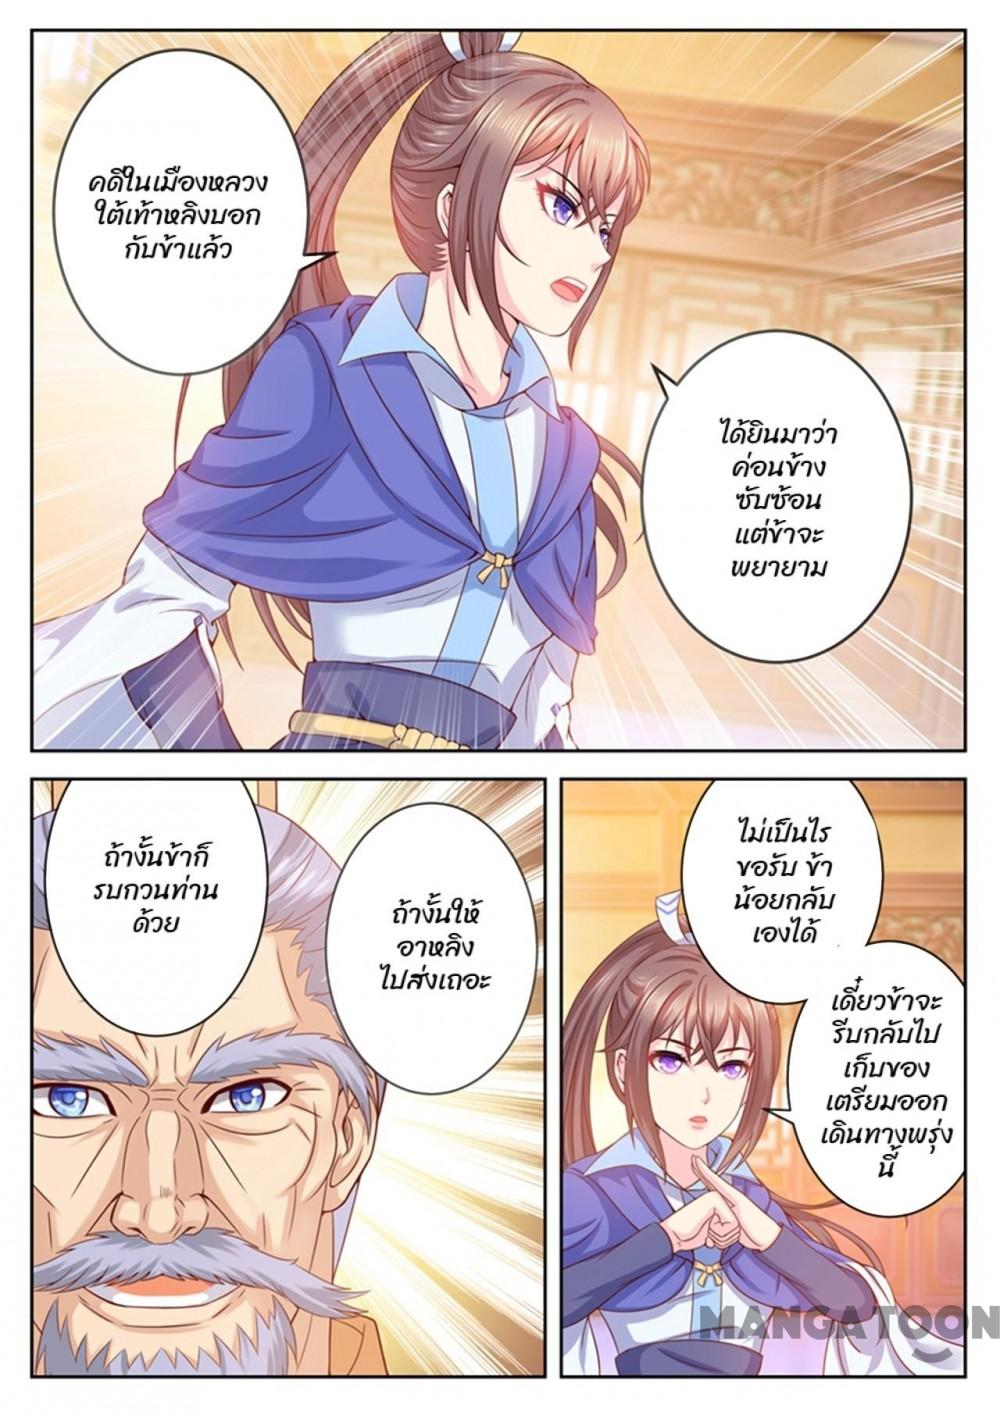 คดีในเมืองหลวง
ใต้เท้าหลิงบอก
กับข้าแล้ว
ได้ยินมาว่า
ค่อนข้าง
ซับซ้อน
แต่ข้าจะ
พยายาม
ถ้างั้นข้าก็
รบกวนท่าน
ด้วย
ถ้างั้นให้
อาหลิง
ไปส่งเถอะ
ไม่เป็นไร
ขอรับ ข้า
น้อยกลับ
เองได้
เดี๋ยวข้าจะ
รีบกลับไป
เก็บของ
เตรียมออก
เดินทางพรุ่ง
นี้
MANGATOON